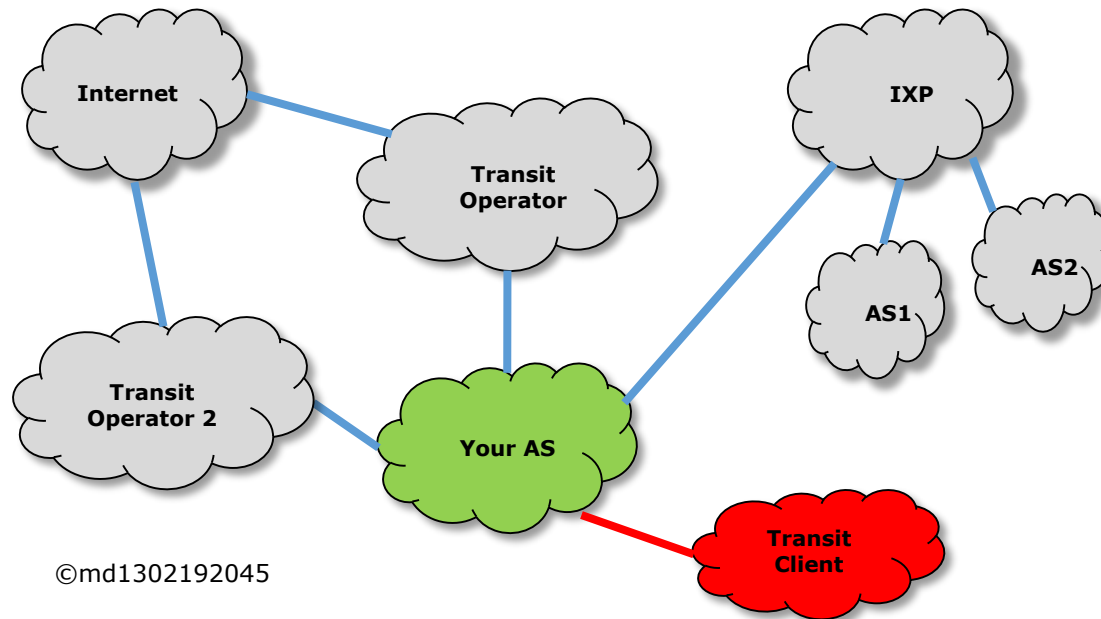 Internet
IXP
Transit
Operator
AS2
AS1
Transit
Operator 2
Your AS
Transit
Client
©md1302192045